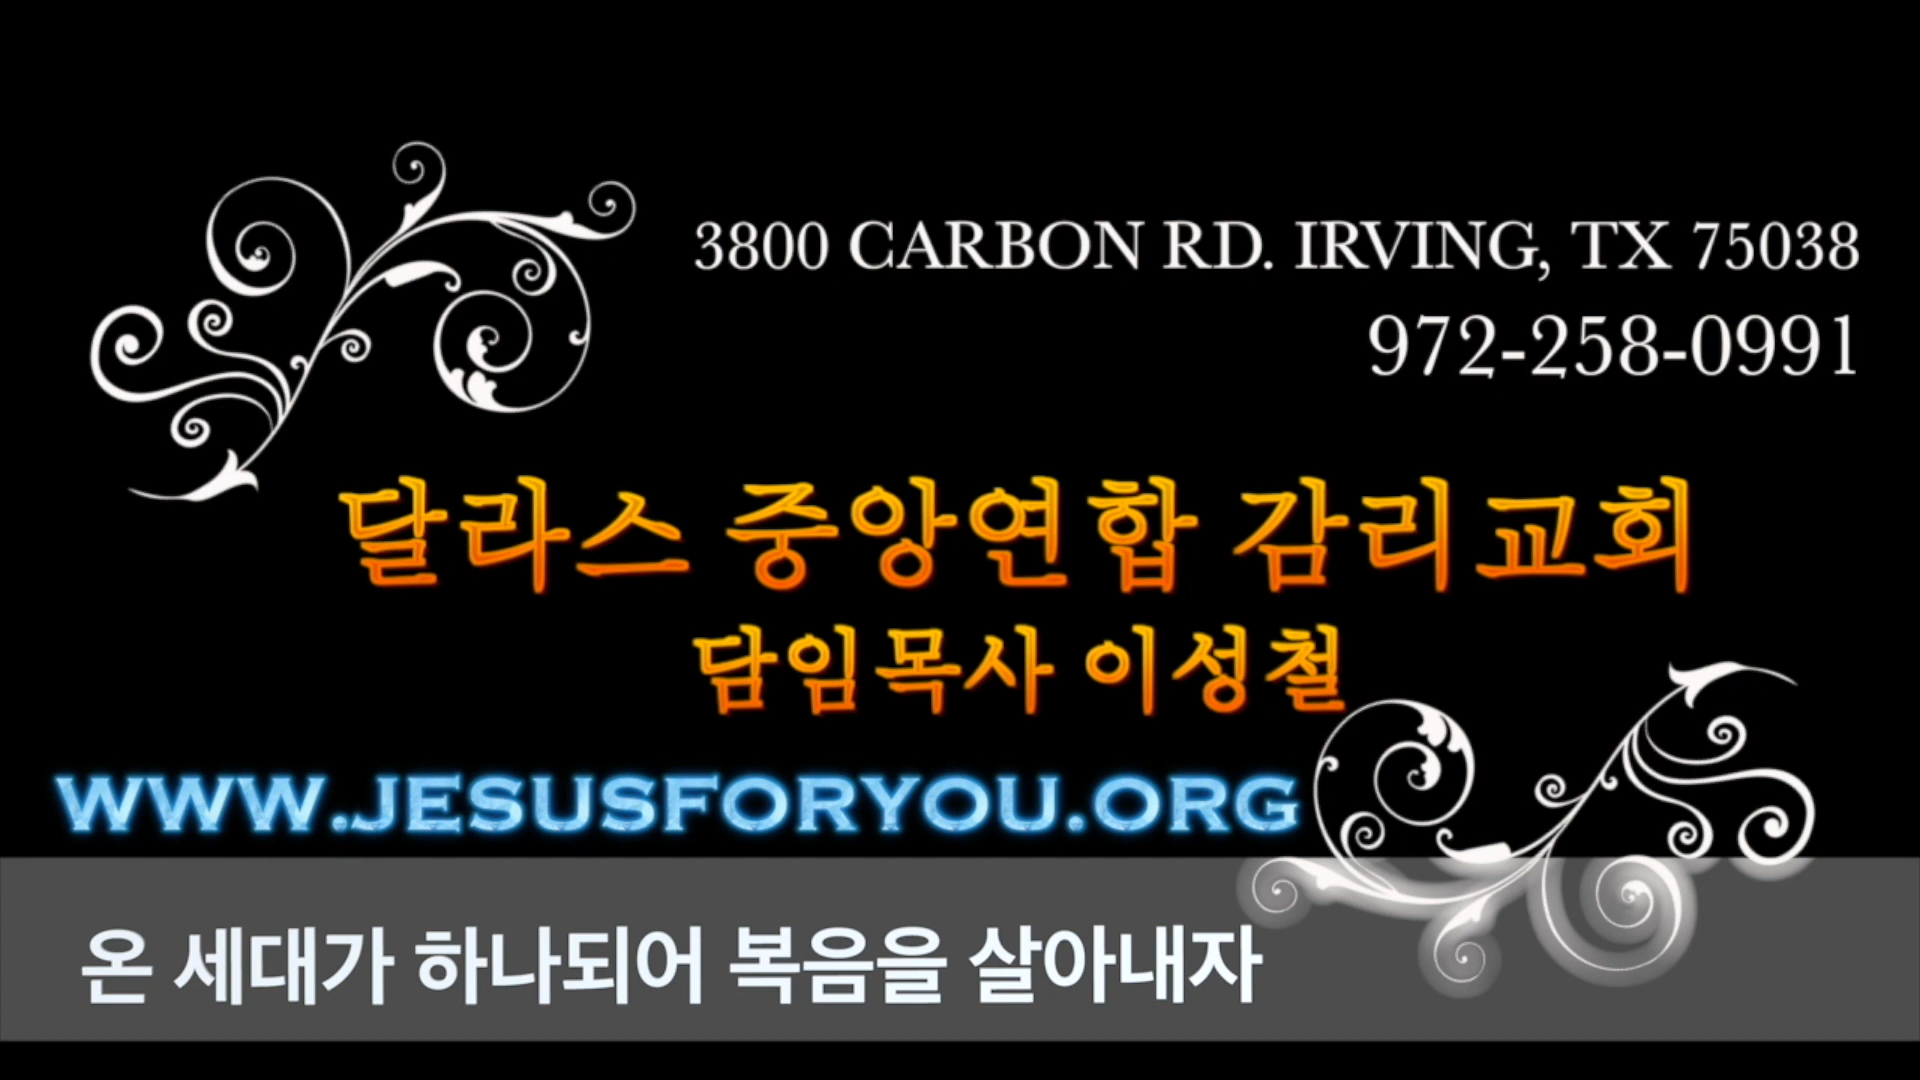 3800 CARBON RD. IRVING, TX 75038
972-258-0991
달라스 중앙연합 감리교회
담임목사 이성철
WWW.JESUSFORYOU.ORG
온 세대가 하나되어 복음을 살아내자